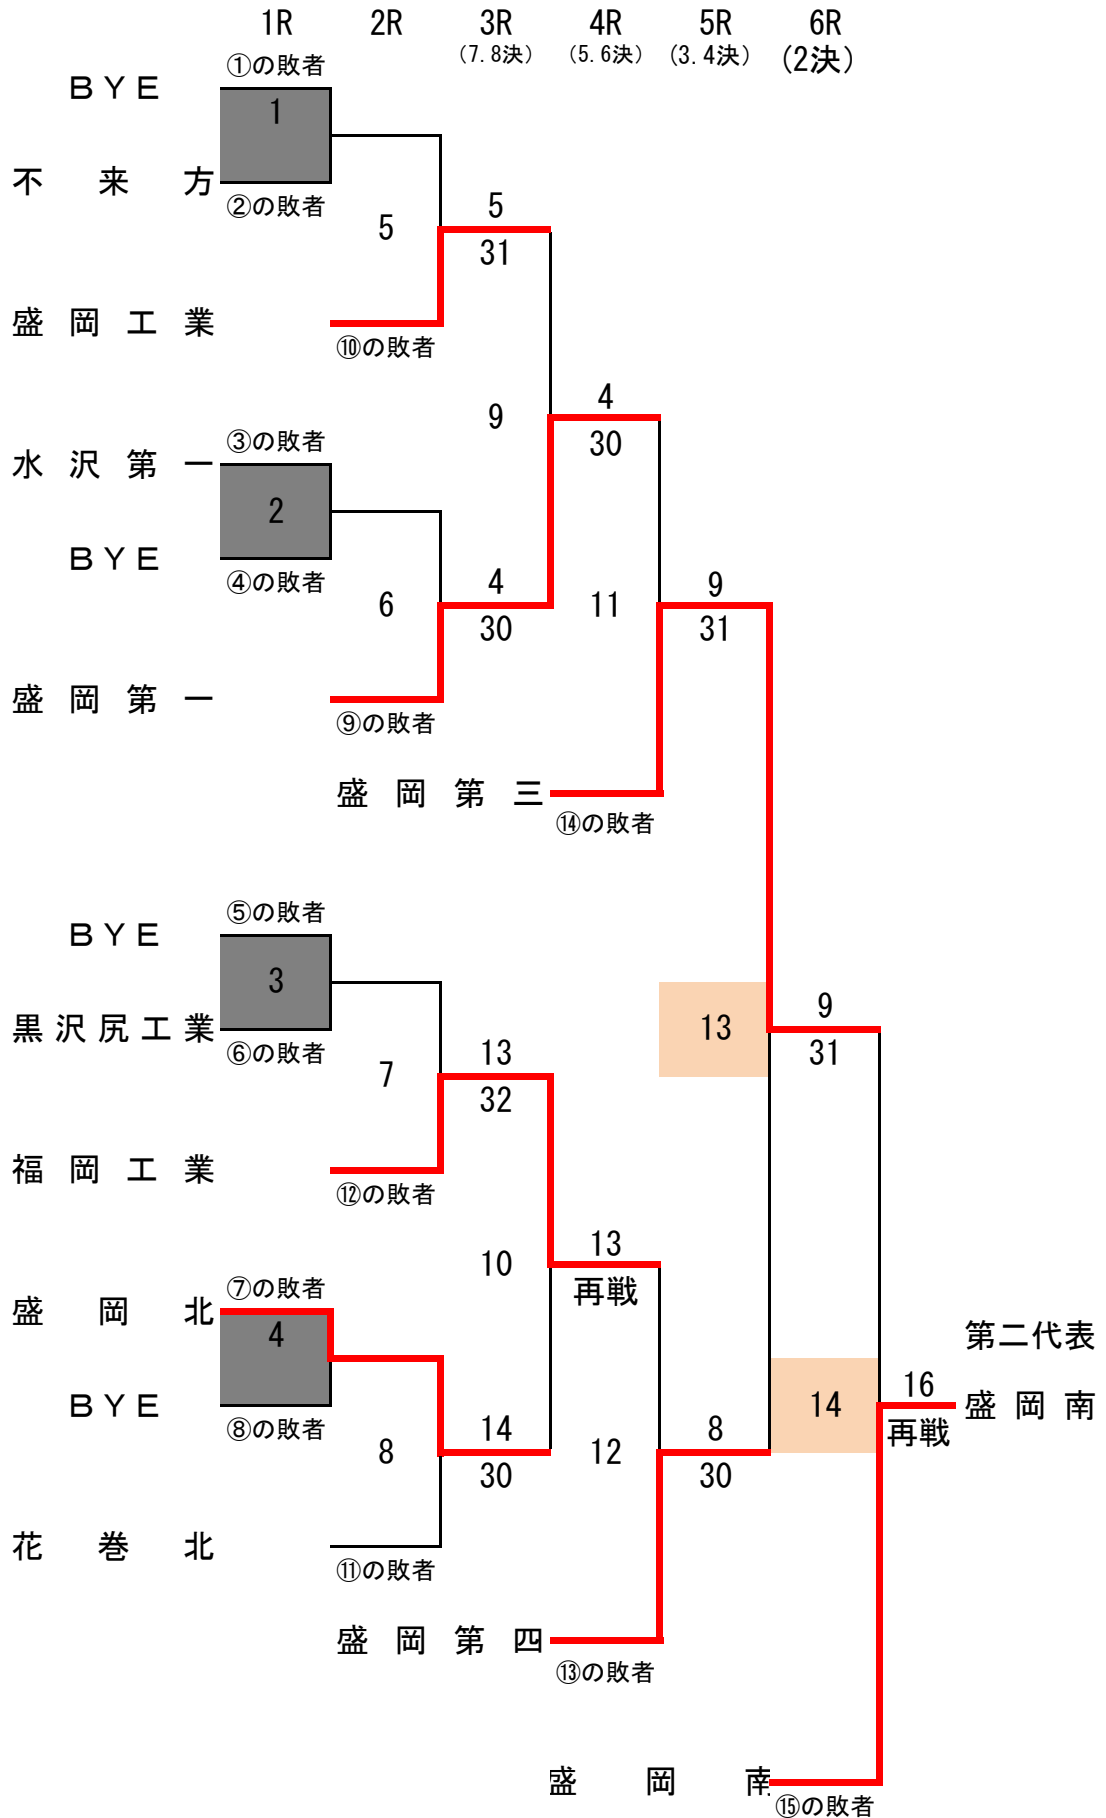 1R 2R 3R 4R 5R 6R
(7.8決) (5.6決) (3.4決) (2決)
①の敗者
ＢＹＥ
1
不来方
②の敗者
5
5
31
盛岡工業
⑩の敗者
4
9
30
③の敗者
水沢第一
2
ＢＹＥ
④の敗者
4
9
6
11
30
31
盛岡第一
⑨の敗者
盛岡第三
⑭の敗者
⑤の敗者
ＢＹＥ
3
9
黒沢尻工業
13
⑥の敗者
13
31
7
32
福岡工業
⑫の敗者
13
10
⑦の敗者
再戦
盛岡北
4
第二代表
16
ＢＹＥ
14
盛岡南
⑧の敗者
14
8
再戦
8
12
30
30
花巻北
⑪の敗者
盛岡第四
⑬の敗者
盛岡南
⑮の敗者